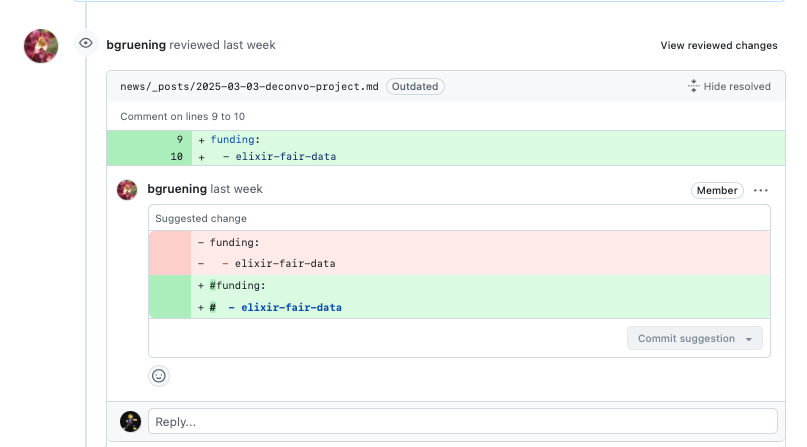 bgruening reviewed last week
View reviewed changes
news/_posts/2025-03-03-deconvo-project.md Outdated Hide resolved
Comment on lines 9 to 10
9 + funding:
10 +   - elixir-fair-data
bgruening last week Member ...
Suggested change
- funding:
-   - elixir-fair-data
+ #funding:
+ #  - elixir-fair-data
Commit suggestion
Reply...